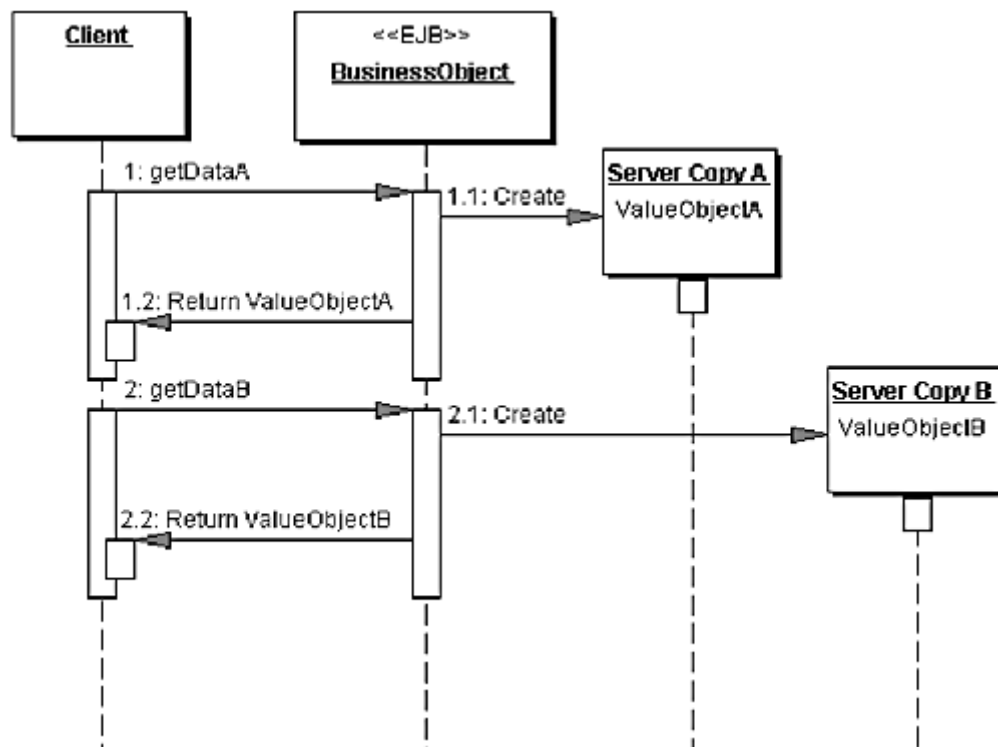 Client
<<EJB>>
BusinessObject
1: getDataA
1.1: Create
Server Copy A
ValueObjectA
1.2: Return ValueObjectA
2: getDataB
2.1: Create
Server Copy B
ValueObjectB
2.2: Return ValueObjectB